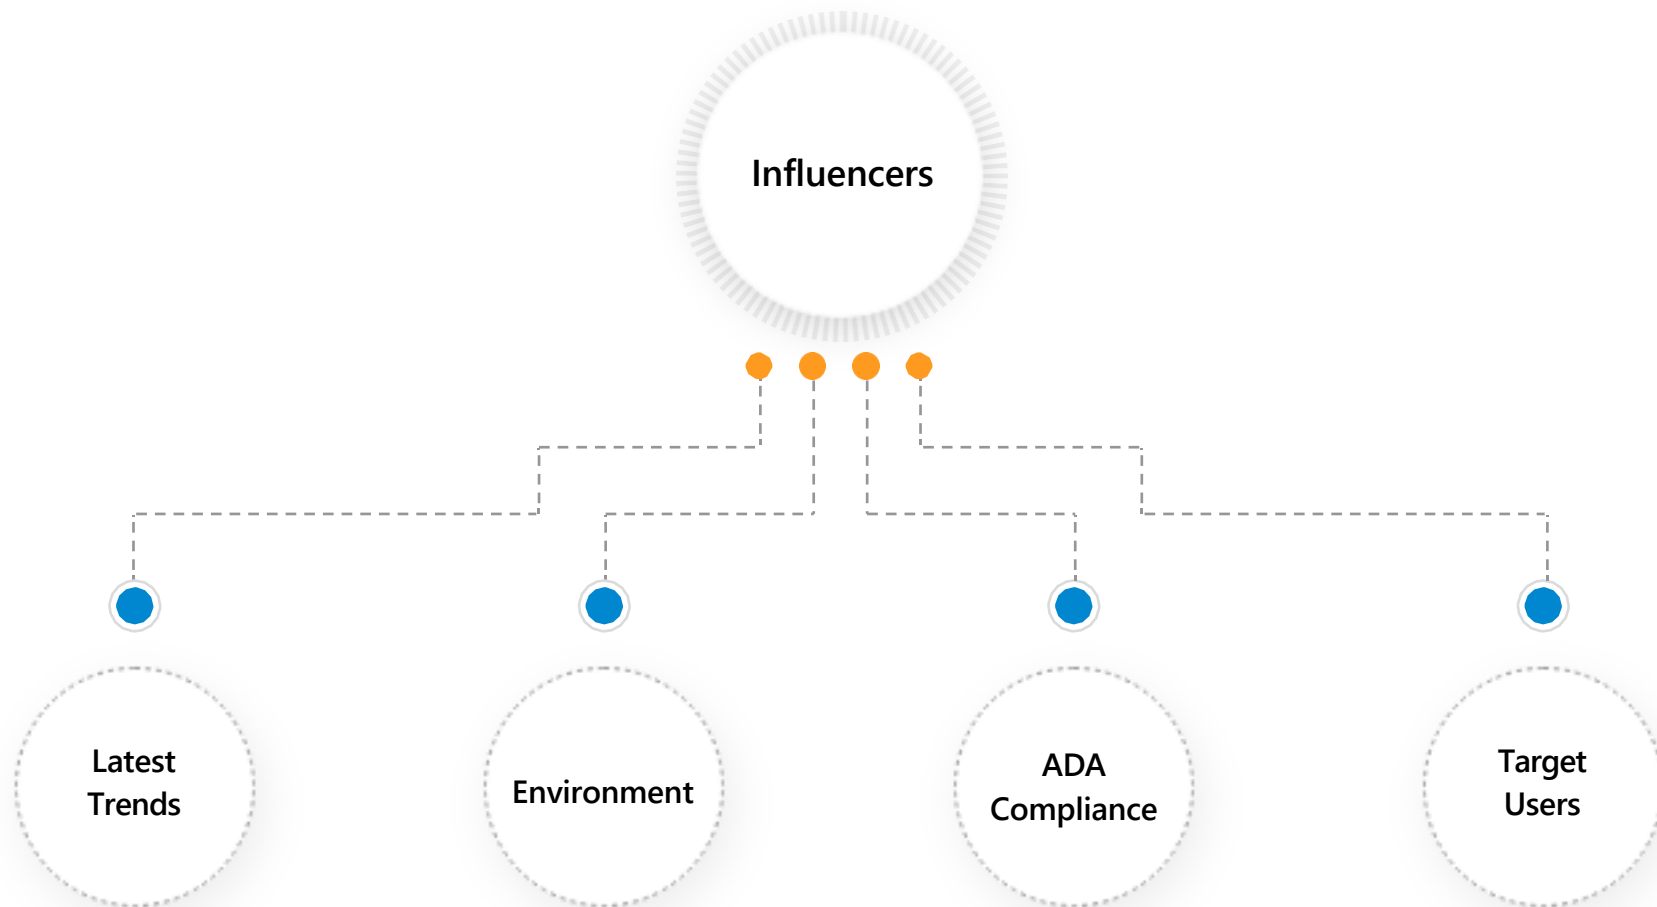 Influencers
Latest
Trends
Environment
ADA
Compliance
Target
Users